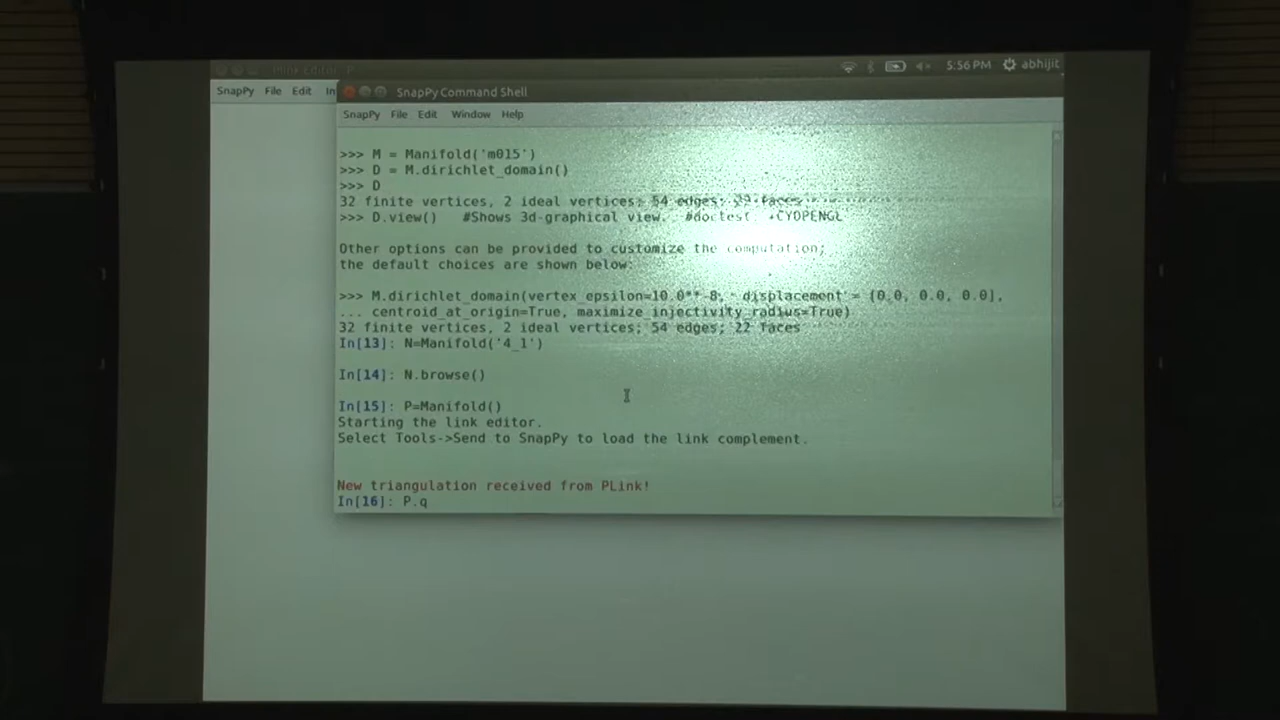 5:56 PM abhijit
SnapPy File Edit In
SnapPy Command Shell
SnapPy File Edit Window Help
>>> M = Manifold('m015')
>>> D = M.dirichlet_domain()
>>> D
32 finite vertices, 2 ideal vertices; 54 edges; 22 faces
>>> D.view() #Shows 3d-graphical view. #doctest: +CYOPENGL
Other options can be provided to customize the computation;
the default choices are shown below:
>>> M.dirichlet_domain(vertex_epsilon=10.0**-8, displacement = [0.0, 0.0, 0.0],
... centroid_at_origin=True, maximize_injectivity_radius=True)
32 finite vertices, 2 ideal vertices; 54 edges; 22 faces
In[13]: N=Manifold('4_1')
In[14]: N.browse()
In[15]: P=Manifold()
Starting the link editor.
Select Tools->Send to SnapPy to load the link complement.
New triangulation received from PLink!
In[16]: P.q